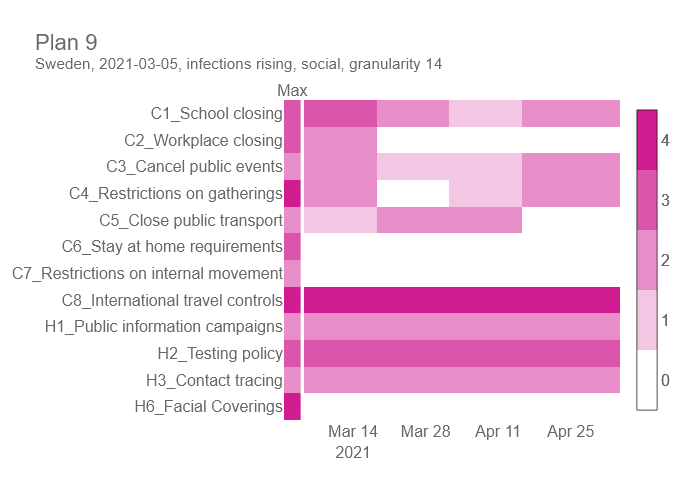 Plan 9
Sweden, 2021-03-05, infections rising, social, granularity 14
Max
C1_School closing
C2_Workplace closing
C3_Cancel public events
C4_Restrictions on gatherings
C5_Close public transport
C6_Stay at home requirements
C7_Restrictions on internal movement
C8_International travel controls
H1_Public information campaigns
H2_Testing policy
H3_Contact tracing
H6_Facial Coverings
4
3
2
1
0
Mar 14 Mar 28 Apr 11 Apr 25
2021